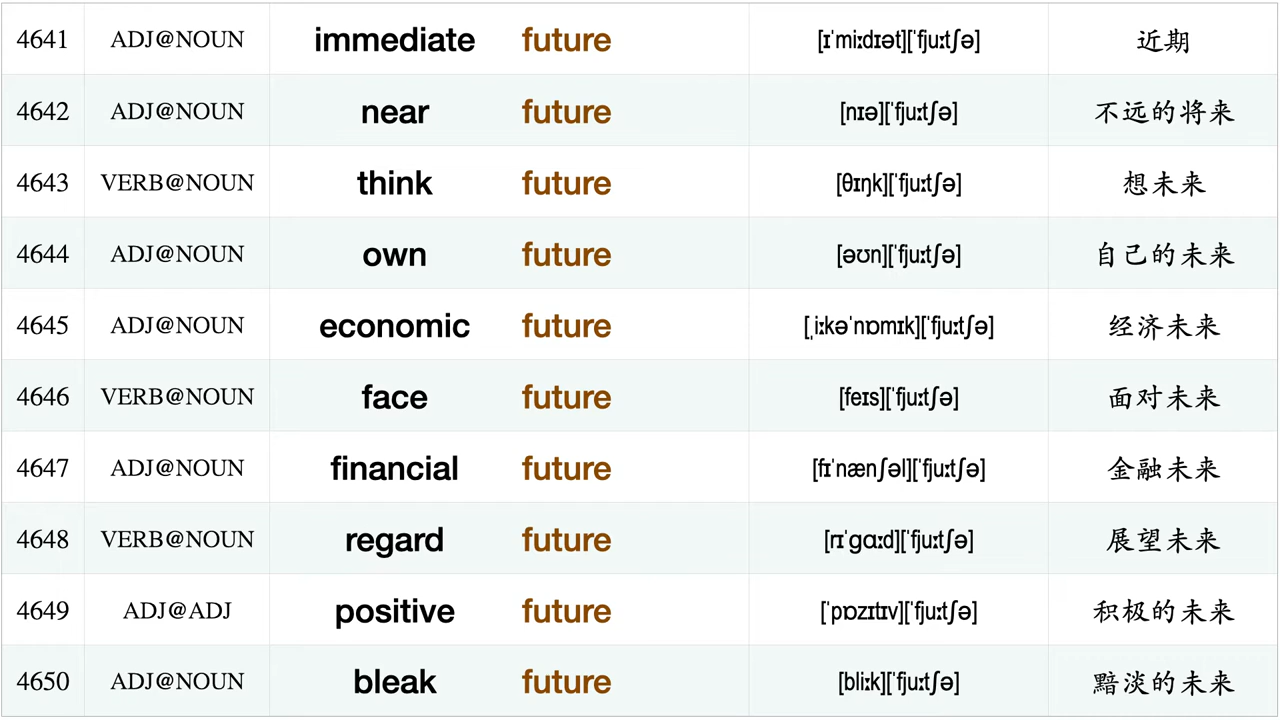 4641 ADJ@NOUN immediate future [ɪˈmiːdɪət][ˈfjuːtʃə] 近期
4642 ADJ@NOUN near future [nɪə][ˈfjuːtʃə] 不远的将来
4643 VERB@NOUN think future [θɪŋk][ˈfjuːtʃə] 想未来
4644 ADJ@NOUN own future [əʊn][ˈfjuːtʃə] 自己的未来
4645 ADJ@NOUN economic future [ˌiːkəˈnɒmɪk][ˈfjuːtʃə] 经济未来
4646 VERB@NOUN face future [feɪs][ˈfjuːtʃə] 面对未来
4647 ADJ@NOUN financial future [fɪˈnænʃəl][ˈfjuːtʃə] 金融未来
4648 VERB@NOUN regard future [rɪˈgɑːd][ˈfjuːtʃə] 展望未来
4649 ADJ@ADJ positive future [ˈpɒzɪtɪv][ˈfjuːtʃə] 积极的未来
4650 ADJ@NOUN bleak future [bliːk][ˈfjuːtʃə] 黯淡的未来